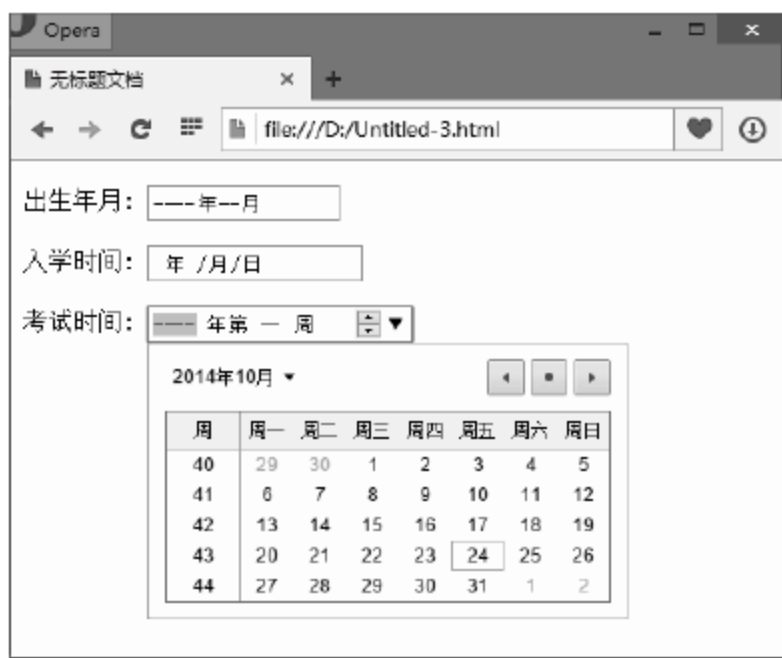 Opera
无标题文档
file:///D:/Untitled-3.html
出生年月: ----年--月
入学时间: 年 /月/日
考试时间: ---- 年第 -- 周
2014年10月
周 周一 周二 周三 周四 周五 周六 周日
40 29 30 1 2 3 4 5
41 6 7 8 9 10 11 12
42 13 14 15 16 17 18 19
43 20 21 22 23 24 25 26
44 27 28 29 30 31 1 2